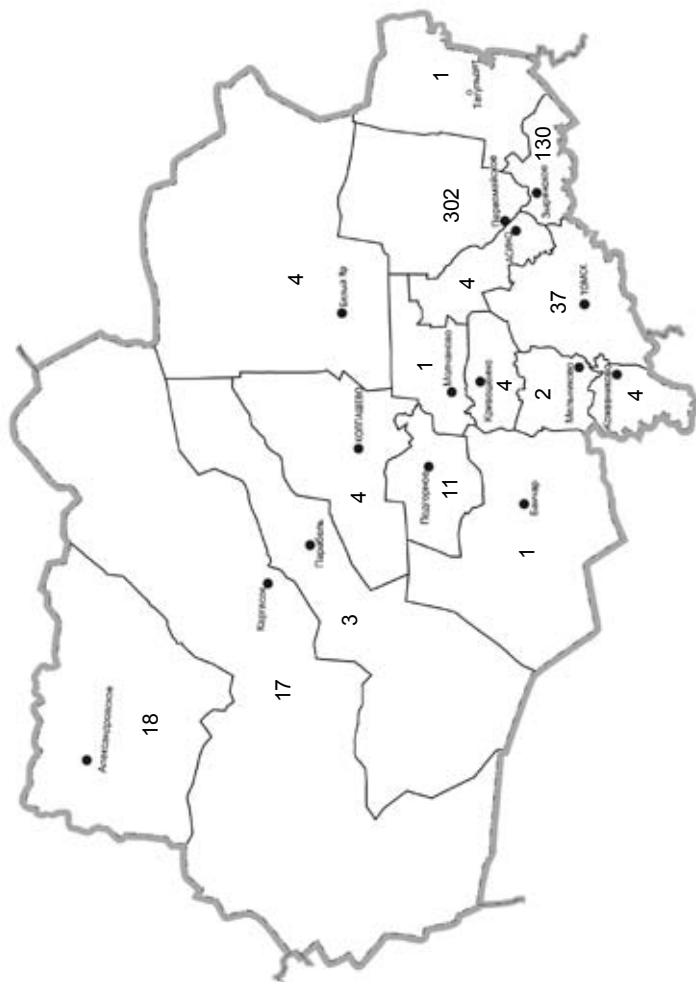 Александровское
18
Каргасок
17
Парабель
3
Белый Яр
4
КОЛПАШЕВО
4
Подгорное
11
Бакчар
1
Молчаново
1
Кривошеино
4
Мельниково
2
Кожевниково
4
ТОМСК
37
АСИНО
4
Первомайское
302
Зырянское
130
Тегульдет
1